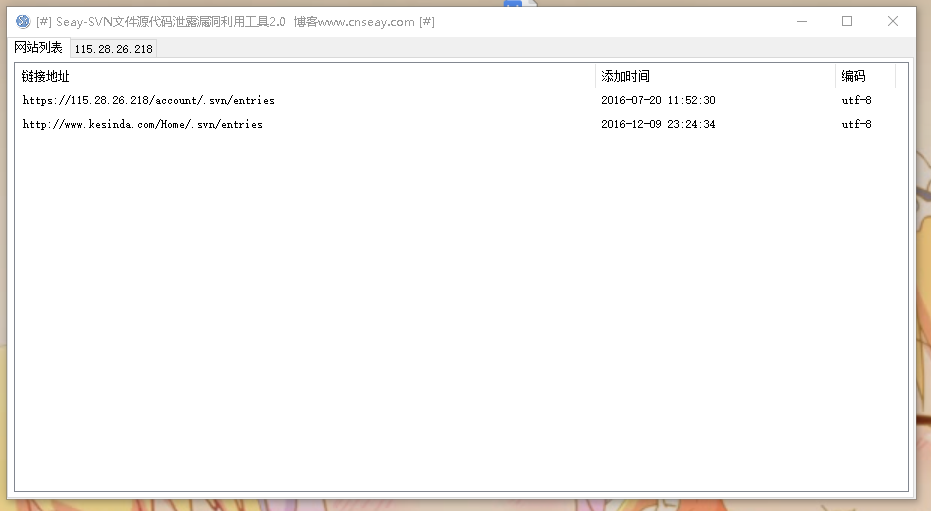 [#] Seay-SVN文件源代码泄露漏洞利用工具2.0 博客www.cnseay.com [#]
网站列表 115.28.26.218
链接地址 添加时间 编码
https://115.28.26.218/account/.svn/entries 2016-07-20 11:52:30 utf-8
http://www.kesinda.com/Home/.svn/entries 2016-12-09 23:24:34 utf-8